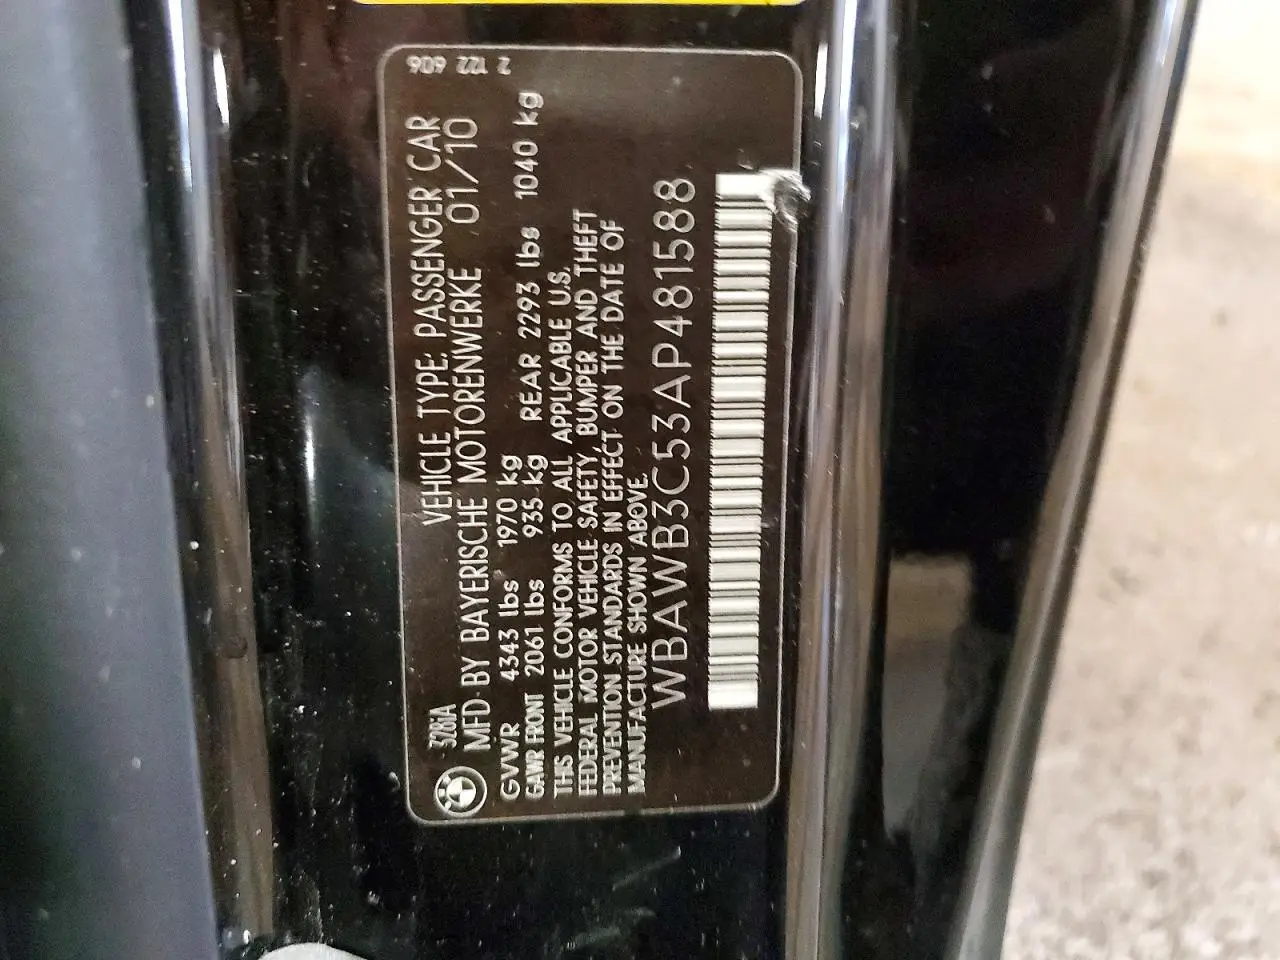 328iA VEHICLE TYPE: PASSENGER CAR 2 122 606
MFD BY BAYERISCHE MOTORENWERKE 01/10
GVWR 4343 lbs 1970 kg
GAWR FRONT 2061 lbs 935 kg REAR 2293 lbs 1040 kg
THIS VEHICLE CONFORMS TO ALL APPLICABLE U.S.
FEDERAL MOTOR VEHICLE SAFETY, BUMPER AND THEFT
PREVENTION STANDARDS IN EFFECT ON THE DATE OF
MANUFACTURE SHOWN ABOVE.
WBAWB3C53AP481588